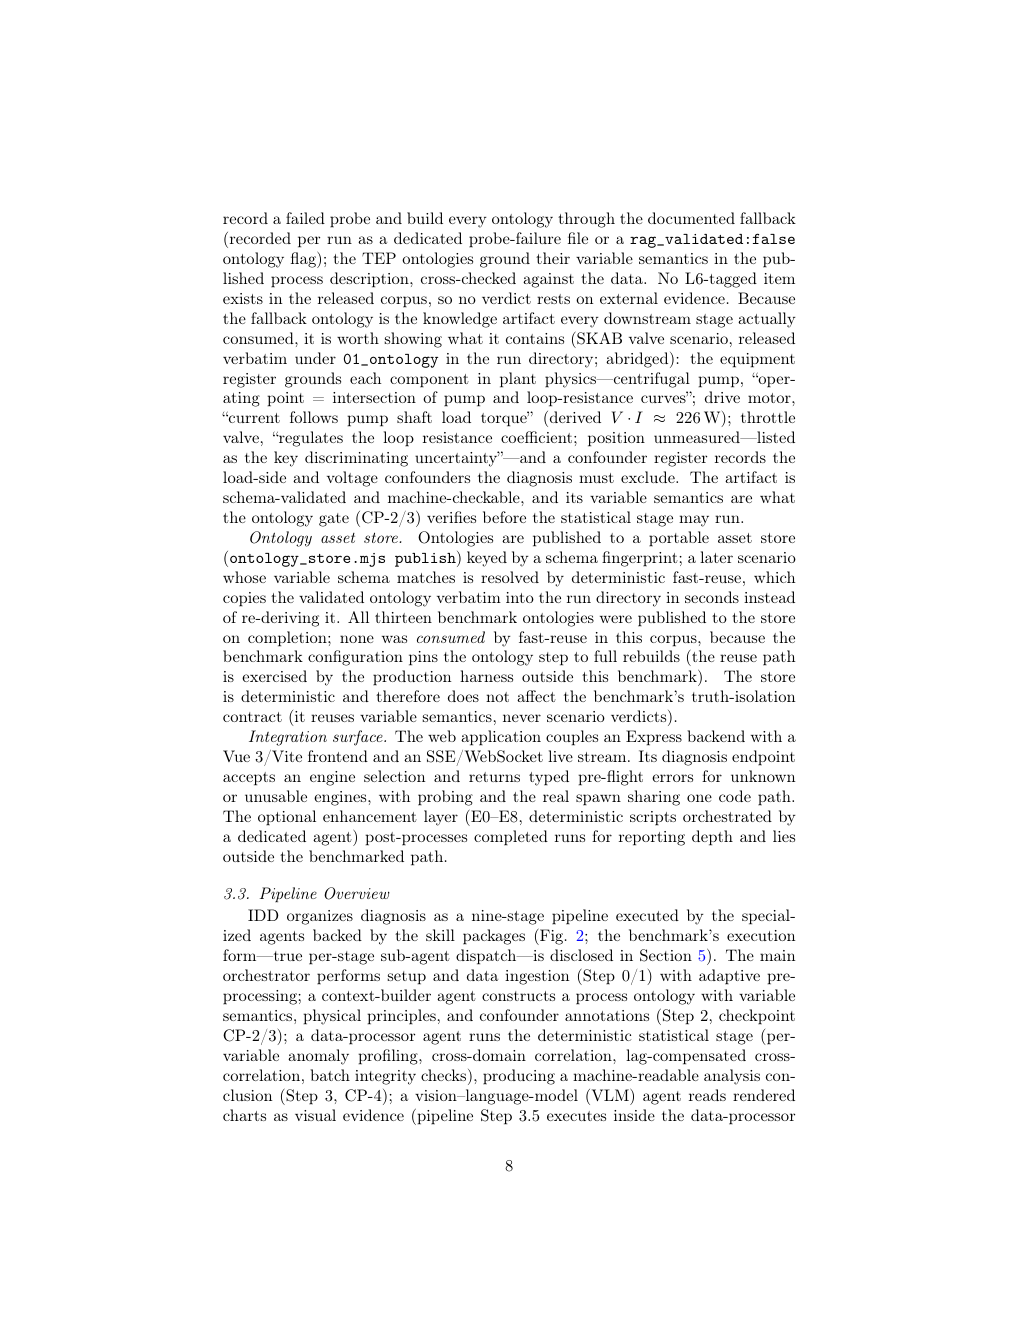 record a failed probe and build every ontology through the documented fallback
(recorded per run as a dedicated probe-failure file or a rag_validated:false
ontology flag); the TEP ontologies ground their variable semantics in the pub-
lished process description, cross-checked against the data. No L6-tagged item
exists in the released corpus, so no verdict rests on external evidence. Because
the fallback ontology is the knowledge artifact every downstream stage actually
consumed, it is worth showing what it contains (SKAB valve scenario, released
verbatim under 01_ontology in the run directory; abridged): the equipment
register grounds each component in plant physics—centrifugal pump, “oper-
ating point = intersection of pump and loop-resistance curves”; drive motor,
“current follows pump shaft load torque” (derived V · I ≈ 226 W); throttle
valve, “regulates the loop resistance coefficient; position unmeasured—listed
as the key discriminating uncertainty”—and a confounder register records the
load-side and voltage confounders the diagnosis must exclude. The artifact is
schema-validated and machine-checkable, and its variable semantics are what
the ontology gate (CP-2/3) verifies before the statistical stage may run.
Ontology asset store. Ontologies are published to a portable asset store
(ontology_store.mjs publish) keyed by a schema fingerprint; a later scenario
whose variable schema matches is resolved by deterministic fast-reuse, which
copies the validated ontology verbatim into the run directory in seconds instead
of re-deriving it. All thirteen benchmark ontologies were published to the store
on completion; none was consumed by fast-reuse in this corpus, because the
benchmark configuration pins the ontology step to full rebuilds (the reuse path
is exercised by the production harness outside this benchmark). The store
is deterministic and therefore does not affect the benchmark’s truth-isolation
contract (it reuses variable semantics, never scenario verdicts).
Integration surface. The web application couples an Express backend with a
Vue 3/Vite frontend and an SSE/WebSocket live stream. Its diagnosis endpoint
accepts an engine selection and returns typed pre-flight errors for unknown
or unusable engines, with probing and the real spawn sharing one code path.
The optional enhancement layer (E0–E8, deterministic scripts orchestrated by
a dedicated agent) post-processes completed runs for reporting depth and lies
outside the benchmarked path.
3.3. Pipeline Overview
IDD organizes diagnosis as a nine-stage pipeline executed by the special-
ized agents backed by the skill packages (Fig. 2; the benchmark’s execution
form—true per-stage sub-agent dispatch—is disclosed in Section 5). The main
orchestrator performs setup and data ingestion (Step 0/1) with adaptive pre-
processing; a context-builder agent constructs a process ontology with variable
semantics, physical principles, and confounder annotations (Step 2, checkpoint
CP-2/3); a data-processor agent runs the deterministic statistical stage (per-
variable anomaly profiling, cross-domain correlation, lag-compensated cross-
correlation, batch integrity checks), producing a machine-readable analysis con-
clusion (Step 3, CP-4); a vision–language-model (VLM) agent reads rendered
charts as visual evidence (pipeline Step 3.5 executes inside the data-processor
8